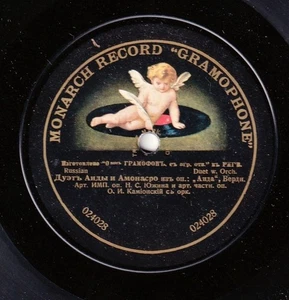 MONARCH RECORD "GRAMOPHONE"
Изготовлено "О-вомъ ГРАМОФОНЪ, съ огр. отв." въ РИГѢ.
Russian Duet w. Orch.
Дуэтъ Аиды и Амонасро изъ оп.: „Аида", Верди.
Арт. ИМП. оп. Н. С. Южина и арт. частн. оп.
О. И. Каміонскій съ орк.
024028
024028